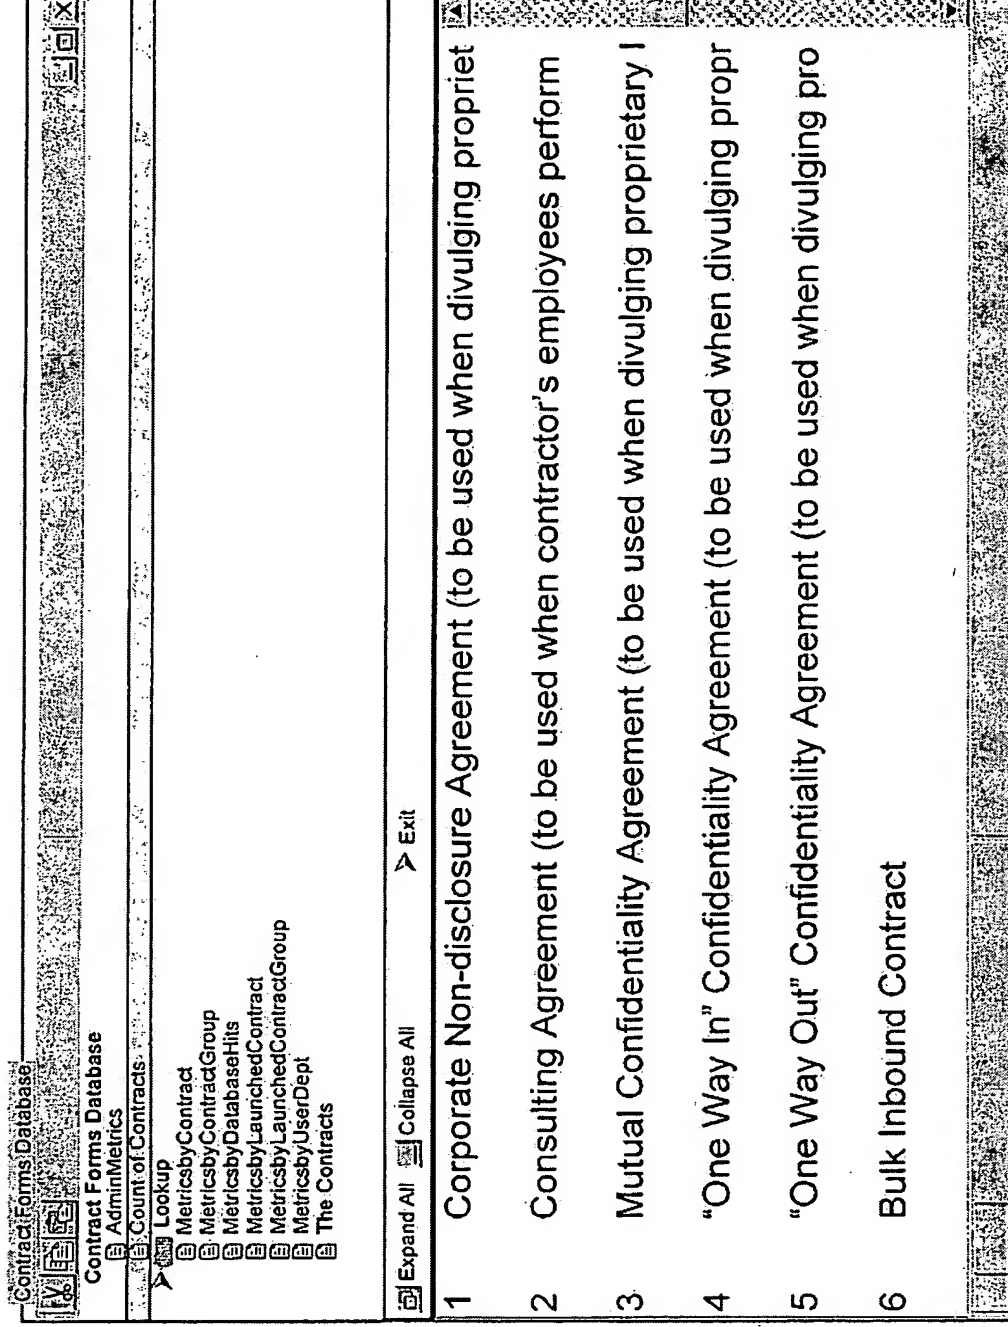 Contract Forms Database
Contract Forms Database
AdminMetrics
Count of Contracts
Lookup
MetricsbyContract
MetricsbyContractGroup
MetricsbyDatabaseHits
MetricsbyLaunchedContract
MetricsbyLaunchedContractGroup
MetricsbyUserDept
The Contracts
Expand All Collapse All Exit
1 Corporate Non-disclosure Agreement (to be used when divulging propriet
2 Consulting Agreement (to be used when contractor's employees perform
3 Mutual Confidentiality Agreement (to be used when divulging proprietary I
4 “One Way In” Confidentiality Agreement (to be used when divulging propr
5 “One Way Out” Confidentiality Agreement (to be used when divulging pro
6 Bulk Inbound Contract